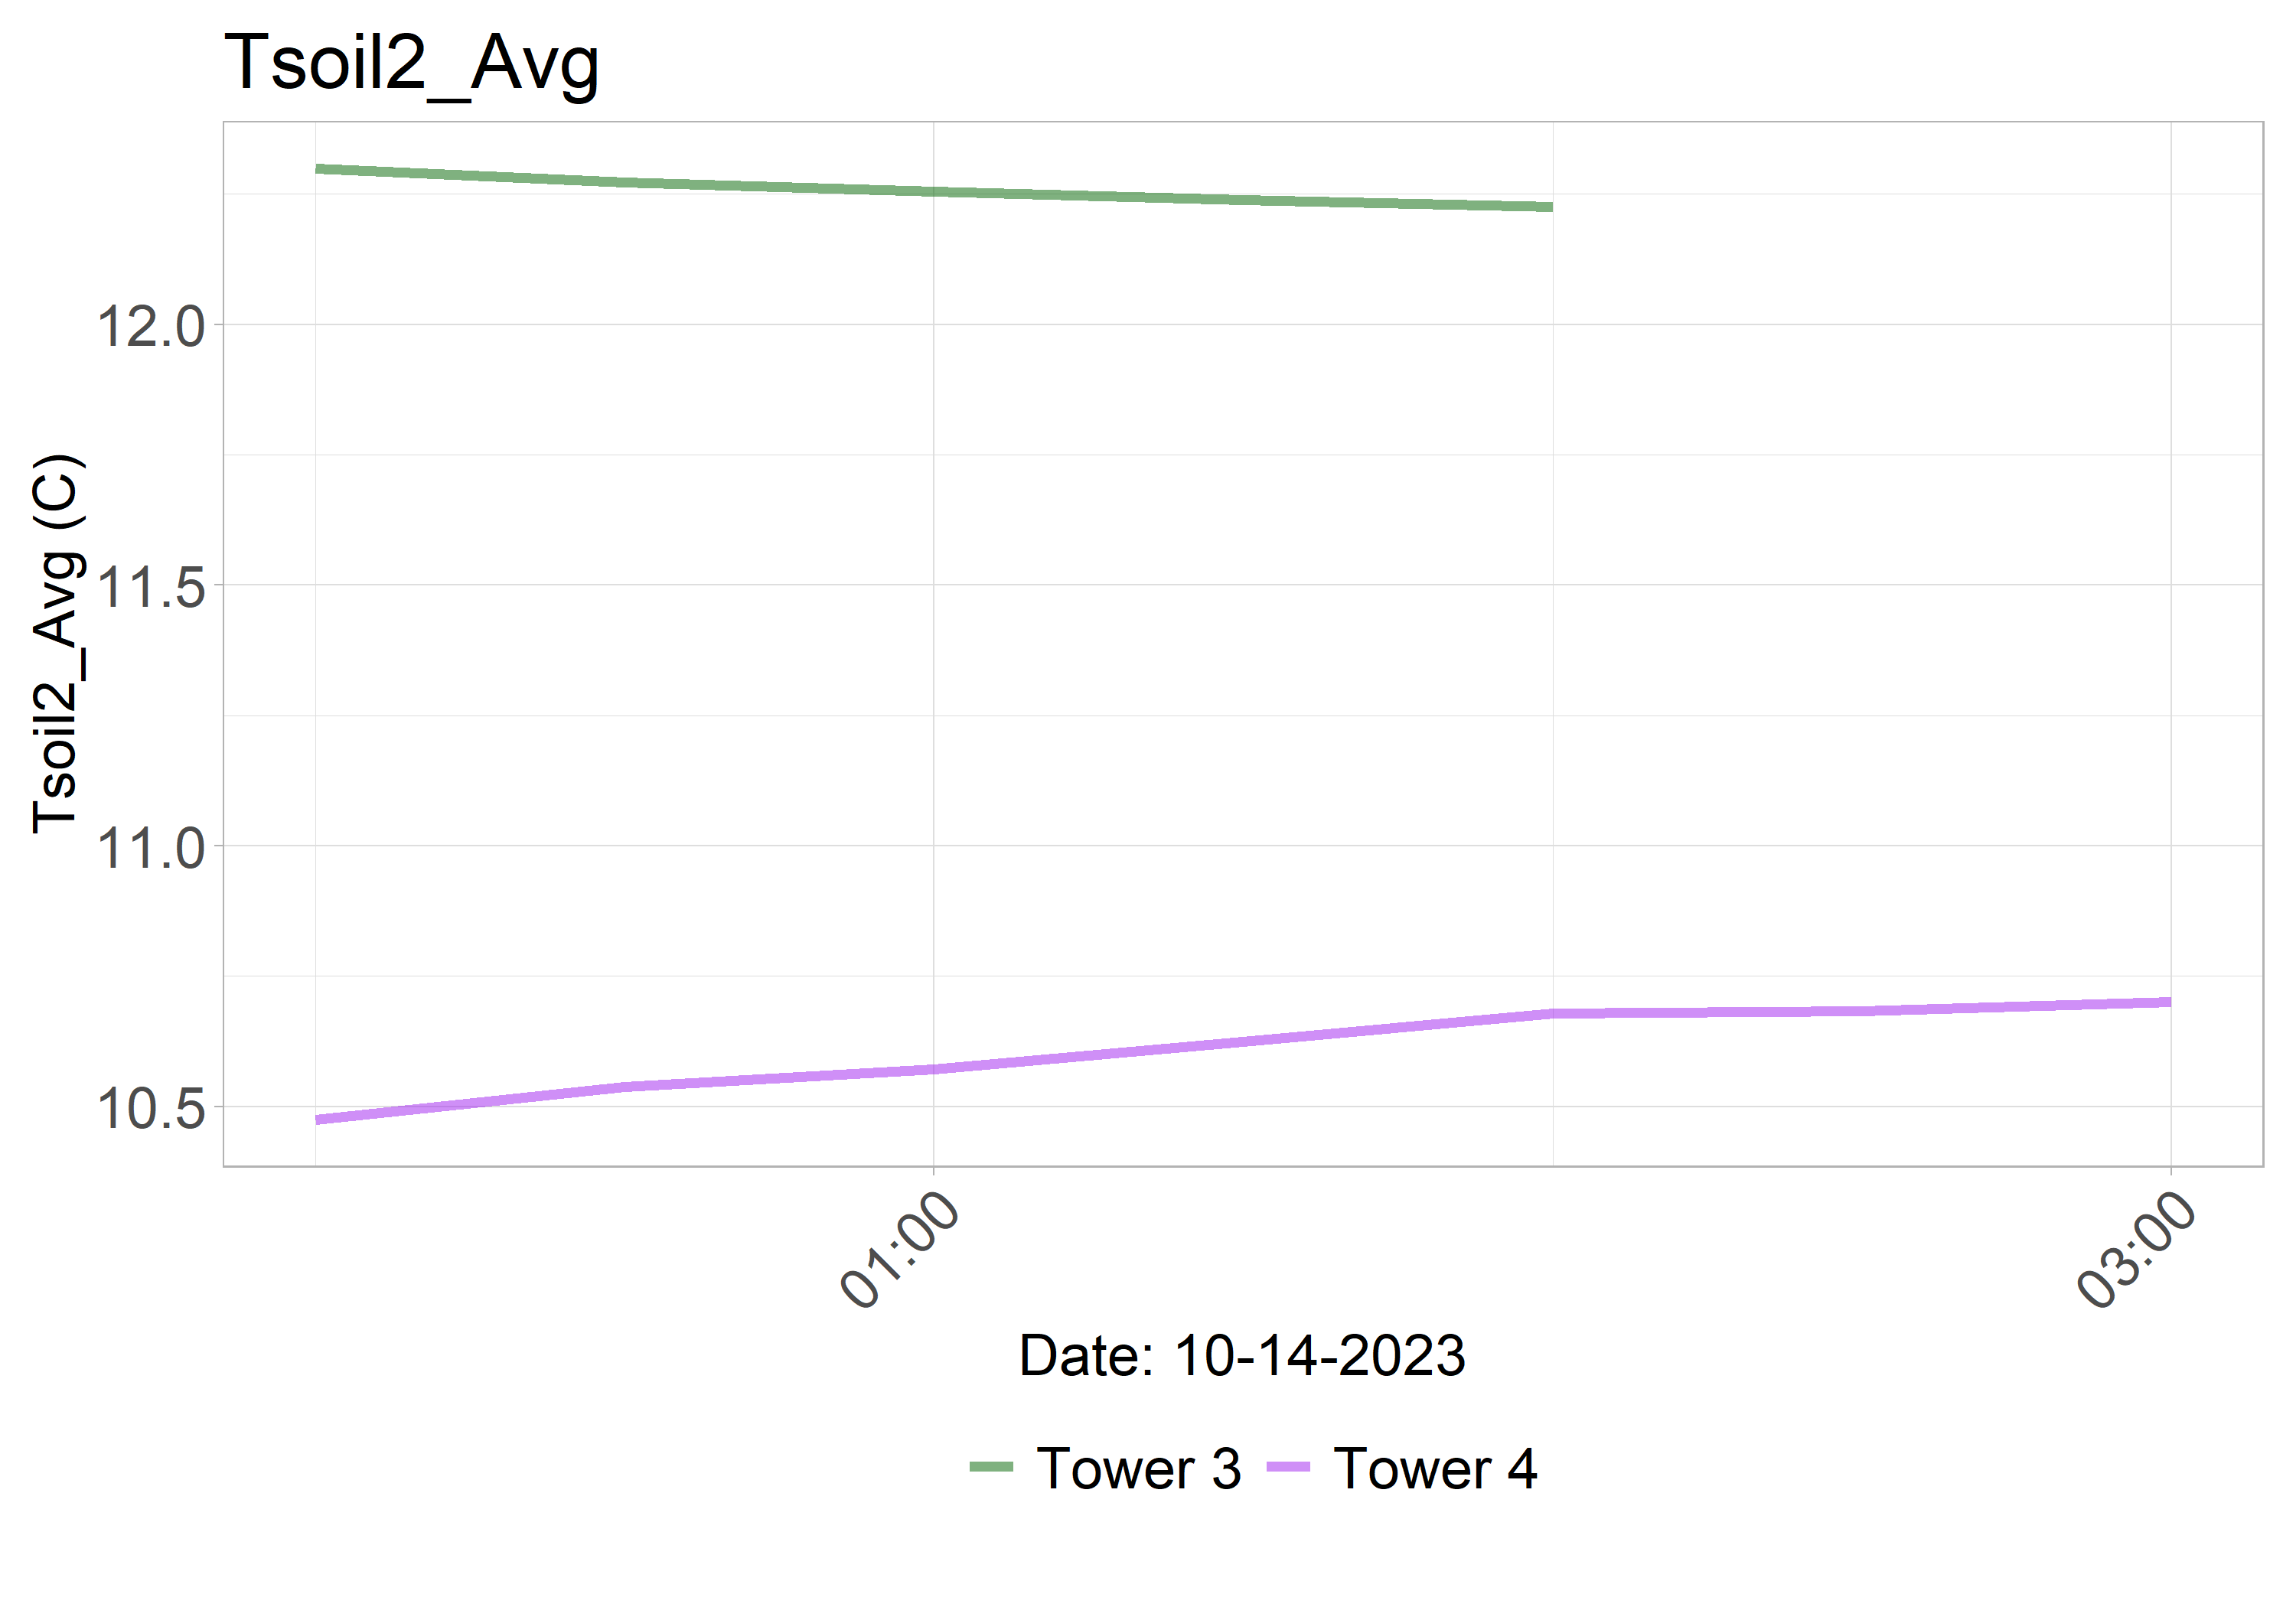 Tsoil2_Avg
Tsoil2_Avg (C)
12.0
11.5
11.0
10.5
01:00
03:00
Date: 10-14-2023
Tower 3
Tower 4